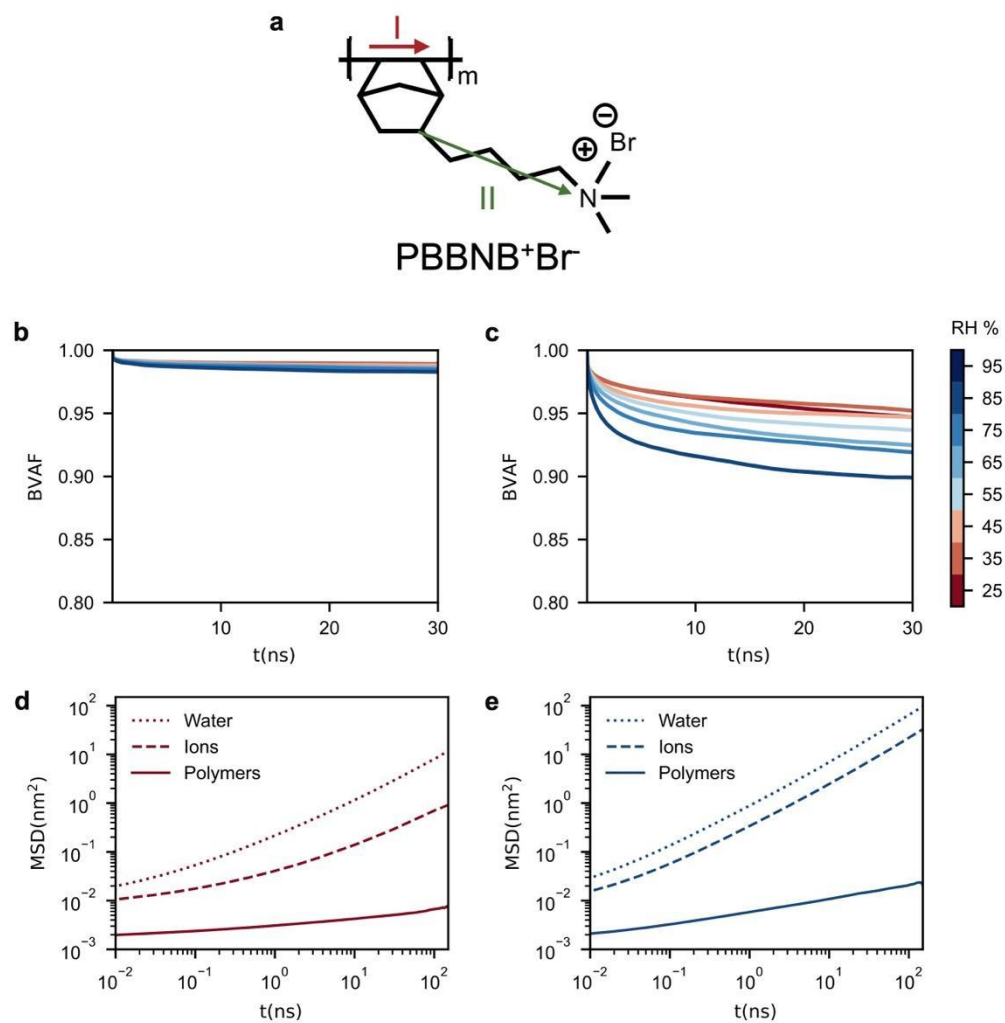 a
I
m
II
⊕
⊖
Br
N
PBBNB⁺Br⁻
b
1.00
0.95
0.90
0.85
0.80
BVAF
10
20
30
t(ns)
c
1.00
0.95
0.90
0.85
0.80
BVAF
10
20
30
t(ns)
RH %
95
85
75
65
55
45
35
25
d
10²
10¹
10⁰
10⁻¹
10⁻²
10⁻³
MSD(nm²)
Water
Ions
Polymers
10⁻²
10⁻¹
10⁰
10¹
10²
t(ns)
e
10²
10¹
10⁰
10⁻¹
10⁻²
10⁻³
MSD(nm²)
Water
Ions
Polymers
10⁻²
10⁻¹
10⁰
10¹
10²
t(ns)